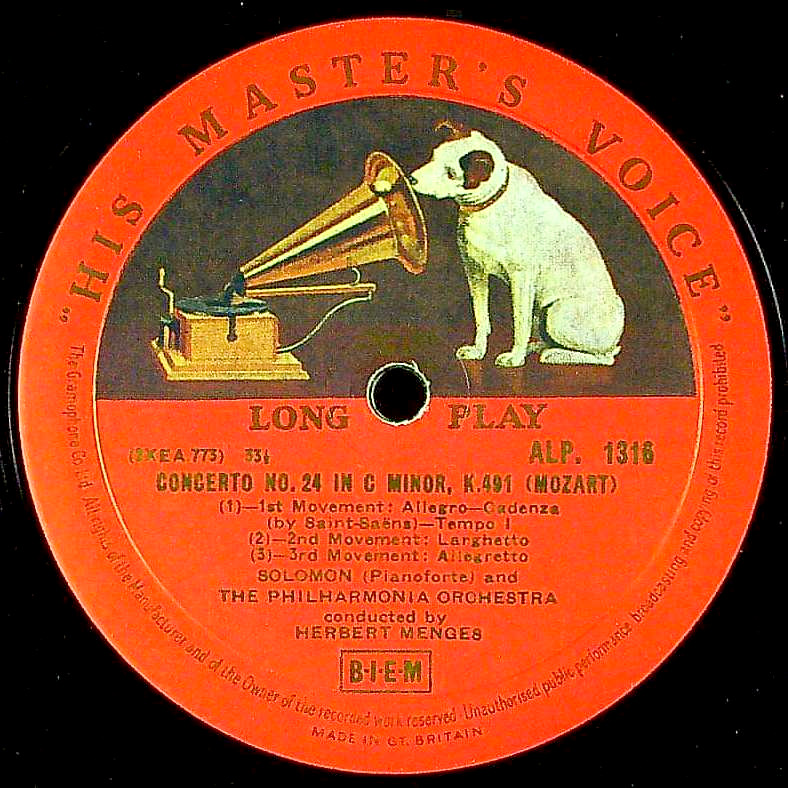 "HIS MASTER'S VOICE"
LONG PLAY
(2XEA 773) 33⅓
ALP. 1316
CONCERTO NO. 24 IN C MINOR, K.491 (MOZART)
(1)—1st Movement: Allegro—Cadenza
(by Saint-Saëns)—Tempo I
(2)—2nd Movement: Larghetto
(3)—3rd Movement: Allegretto
SOLOMON (Pianoforte) and
THE PHILHARMONIA ORCHESTRA
conducted by
HERBERT MENGES
B·I·E·M
The Gramophone Co. Ltd. All rights of the Manufacturer and of the Owner of the recorded work reserved. Unauthorised public performance broadcasting and copying of this record prohibited
MADE IN GT. BRITAIN